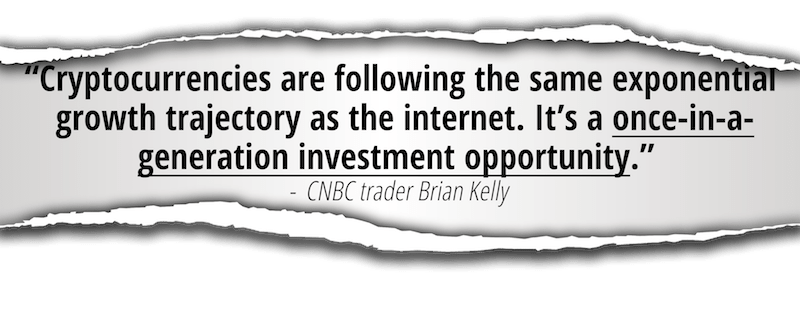 “Cryptocurrencies are following the same exponential
growth trajectory as the internet. It’s a once-in-a-
generation investment opportunity.”
- CNBC trader Brian Kelly